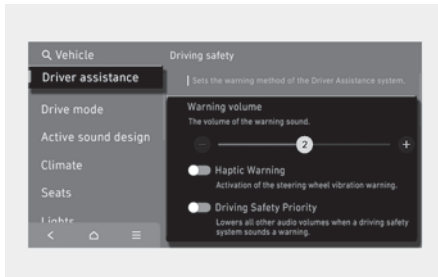 Vehicle
Driving safety
Driver assistance
Sets the warning method of the Driver Assistance system.
Drive mode
Warning volume
The volume of the warning sound.
Active sound design
2
Haptic Warning
Climate
Activation of the steering wheel vibration warning.
Seats
Driving Safety Priority
Lowers all other audio volumes when a driving safety
system sounds a warning.
Lights